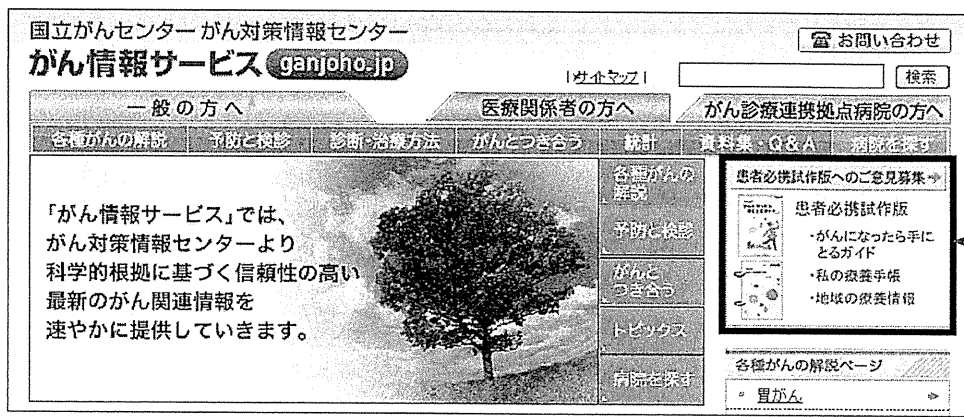 国立がんセンター がん対策情報センター
がん情報サービス ganjoho.jp
お問い合わせ
|サイトマップ|
検索
一般の方へ
医療関係者の方へ
がん診療連携拠点病院の方へ
各種がんの解説
予防と検診
診断・治療方法
がんとつき合う
統計
資料集・Q&A
病院を探す
「がん情報サービス」では、
がん対策情報センターより
科学的根拠に基づく信頼性の高い
最新のがん関連情報を
速やかに提供していきます。
各種がんの
解説
予防と検診
がんと
つき合う
トピックス
病院を探す
患者必携試作版へのご意見募集
患者必携試作版
・がんになったら手に
とるガイド
・私の療養手帳
・地域の療養情報
各種がんの解説ページ
胃がん